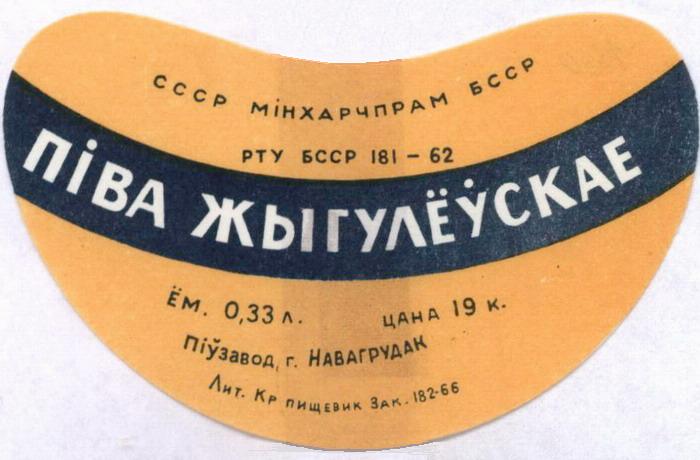 СССР МІНХАРЧПРАМ БССР
РТУ БССР 181 – 62
ПІВА ЖЫГУЛЁЎСКАЕ
Ём. 0,33 л. ЦАНА 19 к.
Піўзавод, г. НАВАГРУДАК
Лит. Кр пищевик Зак. 182-66